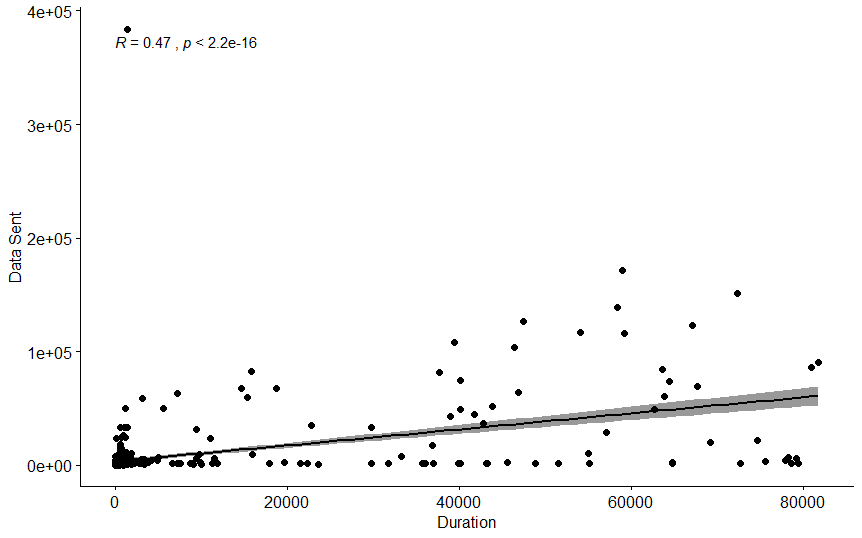 4e+05
R = 0.47 , p < 2.2e-16
3e+05
2e+05
1e+05
0e+00
Data Sent
0 20000 40000 60000 80000
Duration